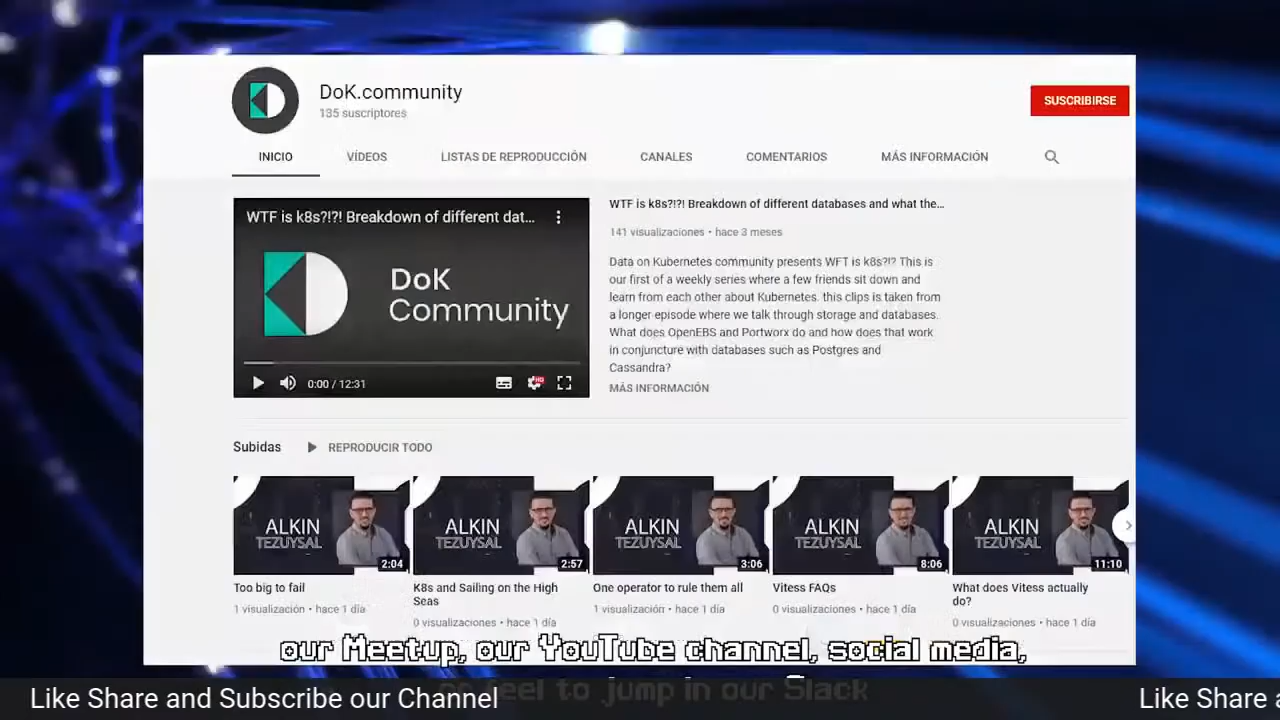 DoK.community
135 suscriptores
SUSCRIBIRSE
INICIO VÍDEOS LISTAS DE REPRODUCCIÓN CANALES COMENTARIOS MÁS INFORMACIÓN
WTF is k8s?!?! Breakdown of different dat...
DoK
Community
0:00 / 12:31
WTF is k8s?!?! Breakdown of different databases and what the...
141 visualizaciones • hace 3 meses
Data on Kubernetes community presents WFT is k8s?!? This is
our first of a weekly series where a few friends sit down and
learn from each other about Kubernetes. this clips is taken from
a longer episode where we talk through storage and databases.
What does OpenEBS and Portworx do and how does that work
in conjuncture with databases such as Postgres and
Cassandra?
MÁS INFORMACIÓN
Subidas REPRODUCIR TODO
ALKIN
TEZUYSAL
2:04
ALKIN
TEZUYSAL
2:57
ALKIN
TEZUYSAL
3:06
ALKIN
TEZUYSAL
8:06
ALKIN
TEZUYSAL
11:10
Too big to fail
1 visualización • hace 1 día
K8s and Sailing on the High
Seas
0 visualizaciones • hace 1 día
One operator to rule them all
1 visualización • hace 1 día
Vitess FAQs
0 visualizaciones • hace 1 día
What does Vitess actually
do?
0 visualizaciones • hace 1 día
our Meetup, our YouTube channel, social media,
feel to jump in our Slack
Like Share and Subscribe our Channel Like Share a